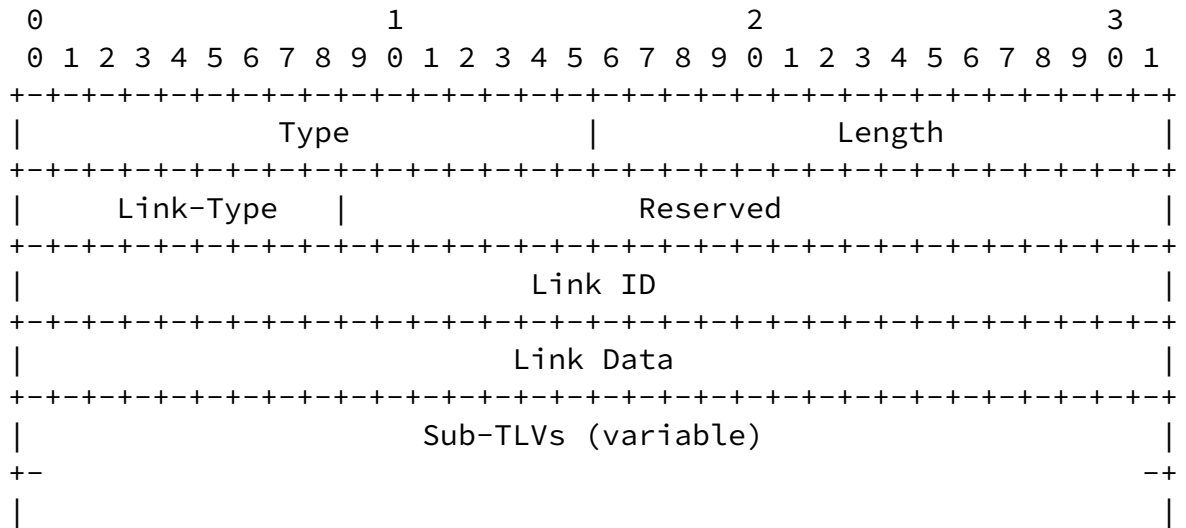 0                   1                   2                   3
 0 1 2 3 4 5 6 7 8 9 0 1 2 3 4 5 6 7 8 9 0 1 2 3 4 5 6 7 8 9 0 1
+-+-+-+-+-+-+-+-+-+-+-+-+-+-+-+-+-+-+-+-+-+-+-+-+-+-+-+-+-+-+-+-+
|              Type             |             Length            |
+-+-+-+-+-+-+-+-+-+-+-+-+-+-+-+-+-+-+-+-+-+-+-+-+-+-+-+-+-+-+-+-+
|     Link-Type   |                Reserved                     |
+-+-+-+-+-+-+-+-+-+-+-+-+-+-+-+-+-+-+-+-+-+-+-+-+-+-+-+-+-+-+-+-+
|                            Link ID                            |
+-+-+-+-+-+-+-+-+-+-+-+-+-+-+-+-+-+-+-+-+-+-+-+-+-+-+-+-+-+-+-+-+
|                           Link Data                           |
+-+-+-+-+-+-+-+-+-+-+-+-+-+-+-+-+-+-+-+-+-+-+-+-+-+-+-+-+-+-+-+-+
|                      Sub-TLVs (variable)                      |
+-                                                             -+
|                                                               |